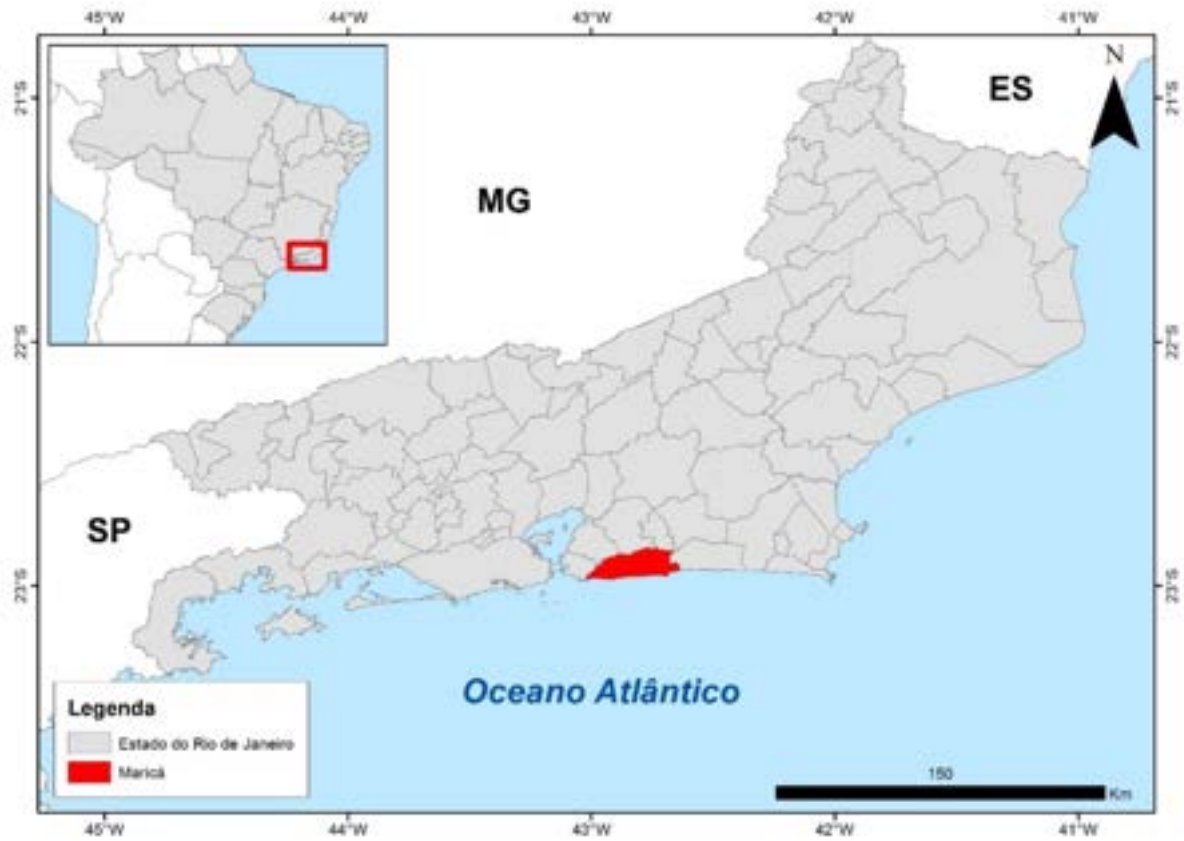 45°W 44°W 43°W 42°W 41°W
N
21°S 21°S
ES
MG
22°S 22°S
SP
23°S 23°S
Oceano Atlântico
Legenda
Estado do Rio de Janeiro
Maricá
150
Km
45°W 44°W 43°W 42°W 41°W